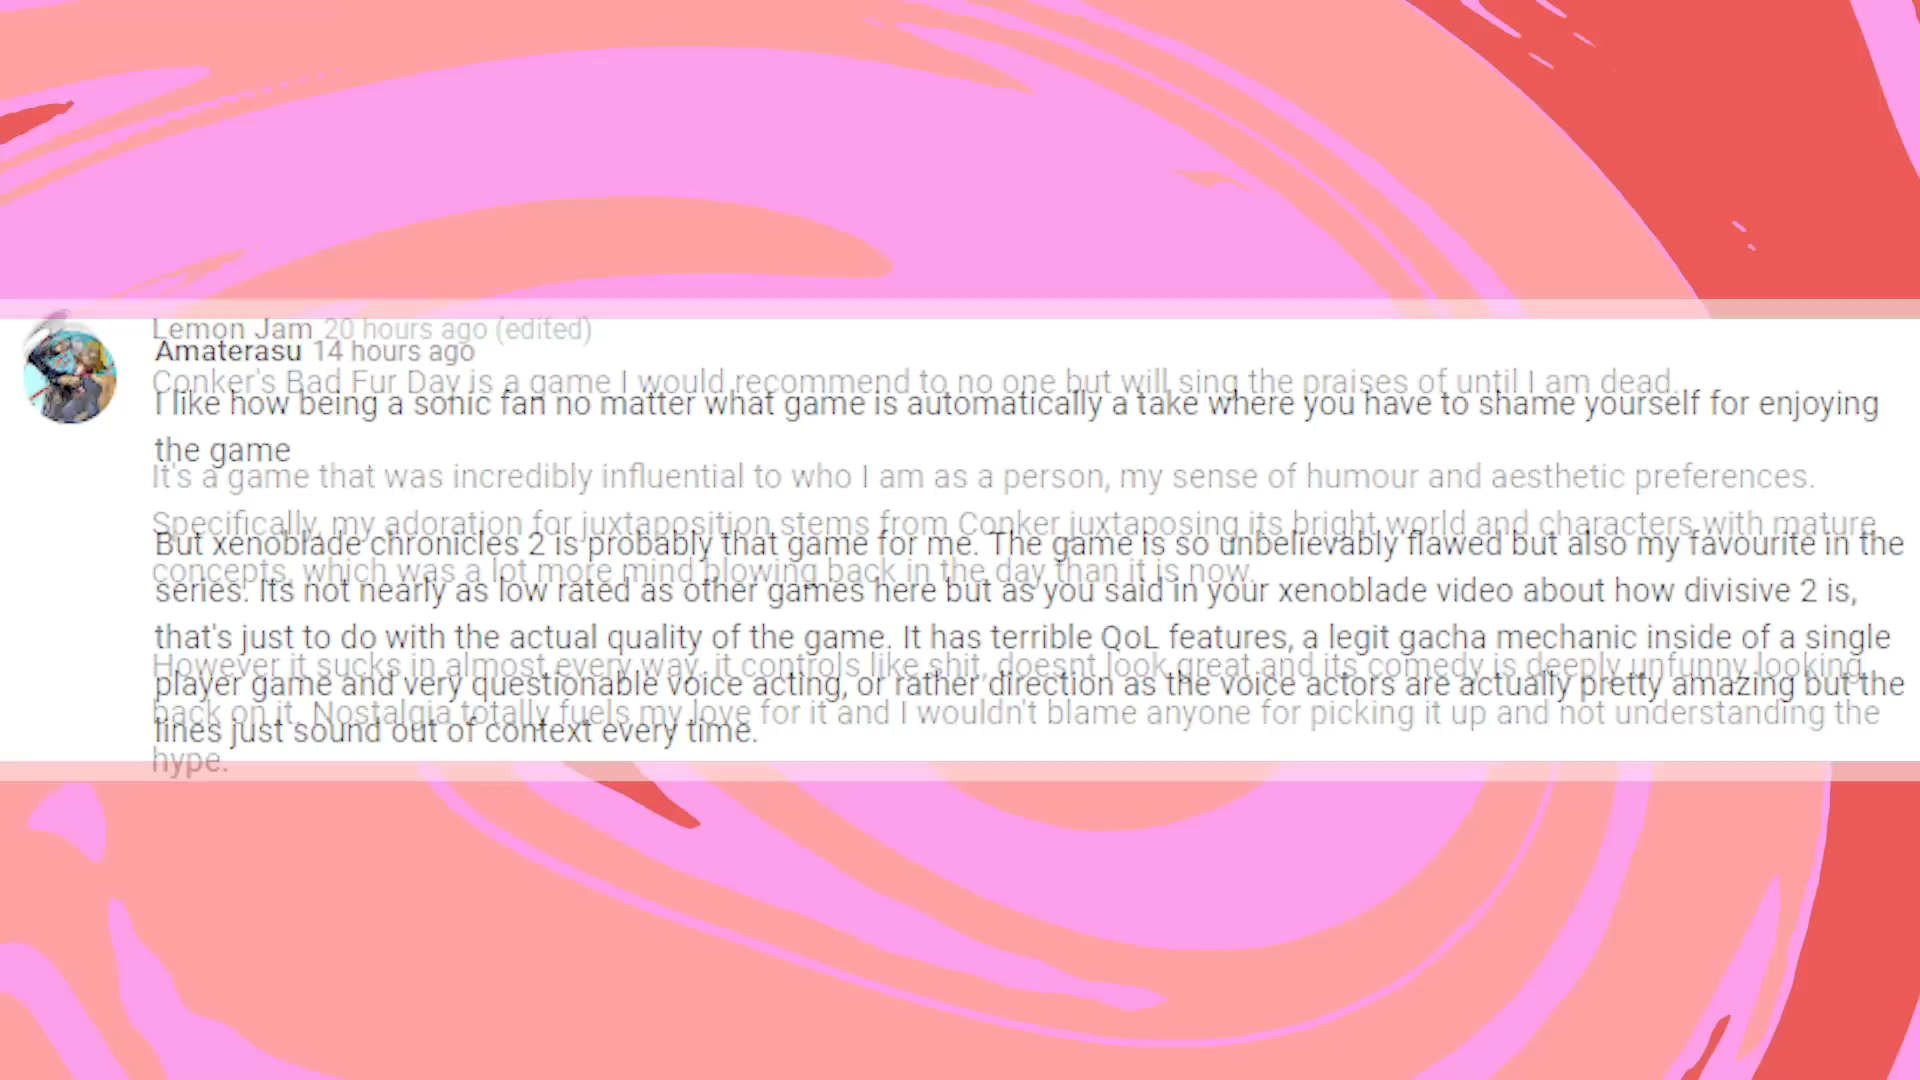 Lemon Jam 20 hours ago (edited)
Amaterasu 14 hours ago
Conker's Bad Fur Day is a game I would recommend to no one but will sing the praises of until I am dead.
I like how being a sonic fan no matter what game is automatically a take where you have to shame yourself for enjoying
the game
It's a game that was incredibly influential to who I am as a person, my sense of humour and aesthetic preferences.
Specifically, my adoration for juxtaposition stems from Conker juxtaposing its bright world and characters with mature
But xenoblade chronicles 2 is probably that game for me. The game is so unbelievably flawed but also my favourite in the
concepts, which was a lot more mind blowing back in the day than it is now.
series. Its not nearly as low rated as other games here but as you said in your xenoblade video about how divisive 2 is,
that's just to do with the actual quality of the game. It has terrible QoL features, a legit gacha mechanic inside of a single
However it sucks in almost every way, it controls like shit, doesnt look great and its comedy is deeply unfunny looking
player game and very questionable voice acting, or rather direction as the voice actors are actually pretty amazing but the
back on it. Nostalgia totally fuels my love for it and I wouldn't blame anyone for picking it up and not understanding the
lines just sound out of context every time.
hype.